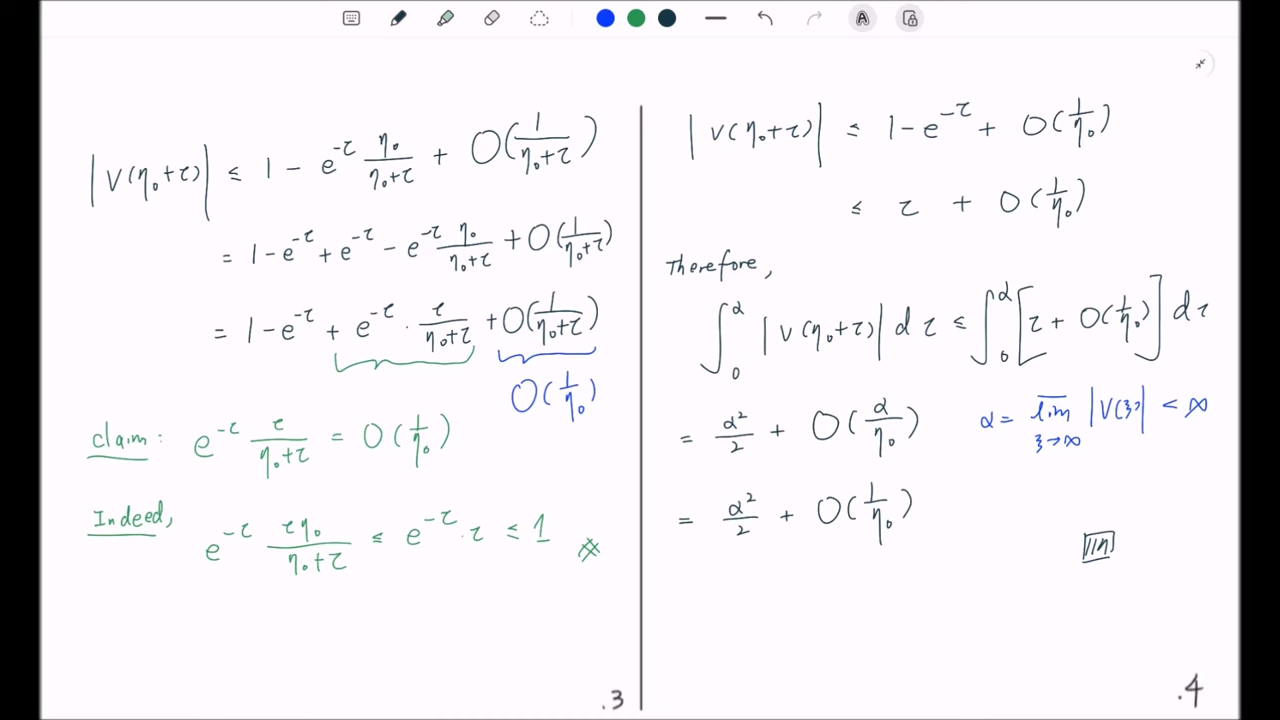 |V(η₀+τ)| ≤ 1 − e^{−τ} η₀/(η₀+τ) + O(1/(η₀+τ))
= 1 − e^{−τ} + e^{−τ} − e^{−τ} η₀/(η₀+τ) + O(1/(η₀+τ))
= 1 − e^{−τ} + e^{−τ} · τ/(η₀+τ) + O(1/(η₀+τ))
O(1/η₀)
claim: e^{−τ} τ/(η₀+τ) = O(1/η₀)
Indeed,
e^{−τ} τη₀/(η₀+τ) ≤ e^{−τ} · τ ≤ 1 ※
.3
|V(η₀+τ)| ≤ 1 − e^{−τ} + O(1/η₀)
≤ τ + O(1/η₀)
Therefore,
∫₀^α |V(η₀+τ)| dτ ≤ ∫₀^α [τ + O(1/η₀)] dτ
= α²/2 + O(α/η₀)
α = \overline{lim}_{ξ→∞} |V(ξ)| < ∞
= α²/2 + O(1/η₀)
.4